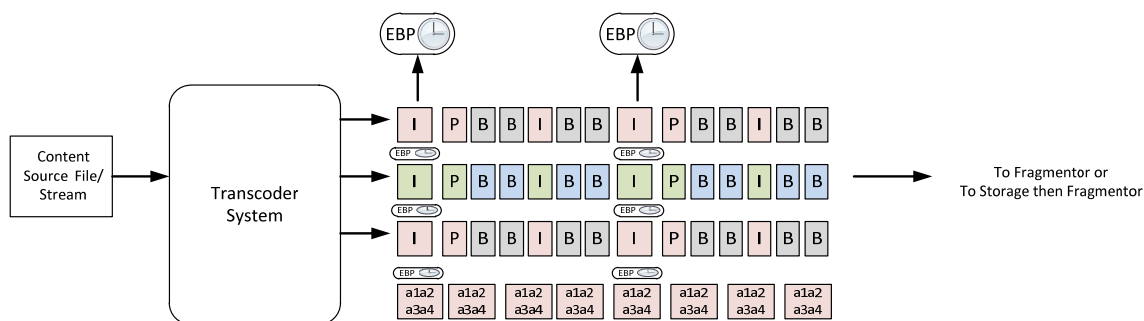 EBP EBP
I P B B I B B I P B B I B B
EBP EBP
Content
Source File/
Stream
Transcoder
System
I P B B I B B I P B B I B B
To Fragmentor or
To Storage then Fragmentor
EBP EBP
I P B B I B B I P B B I B B
EBP EBP
a1a2 a1a2 a1a2 a1a2 a1a2 a1a2 a1a2 a1a2
a3a4 a3a4 a3a4 a3a4 a3a4 a3a4 a3a4 a3a4